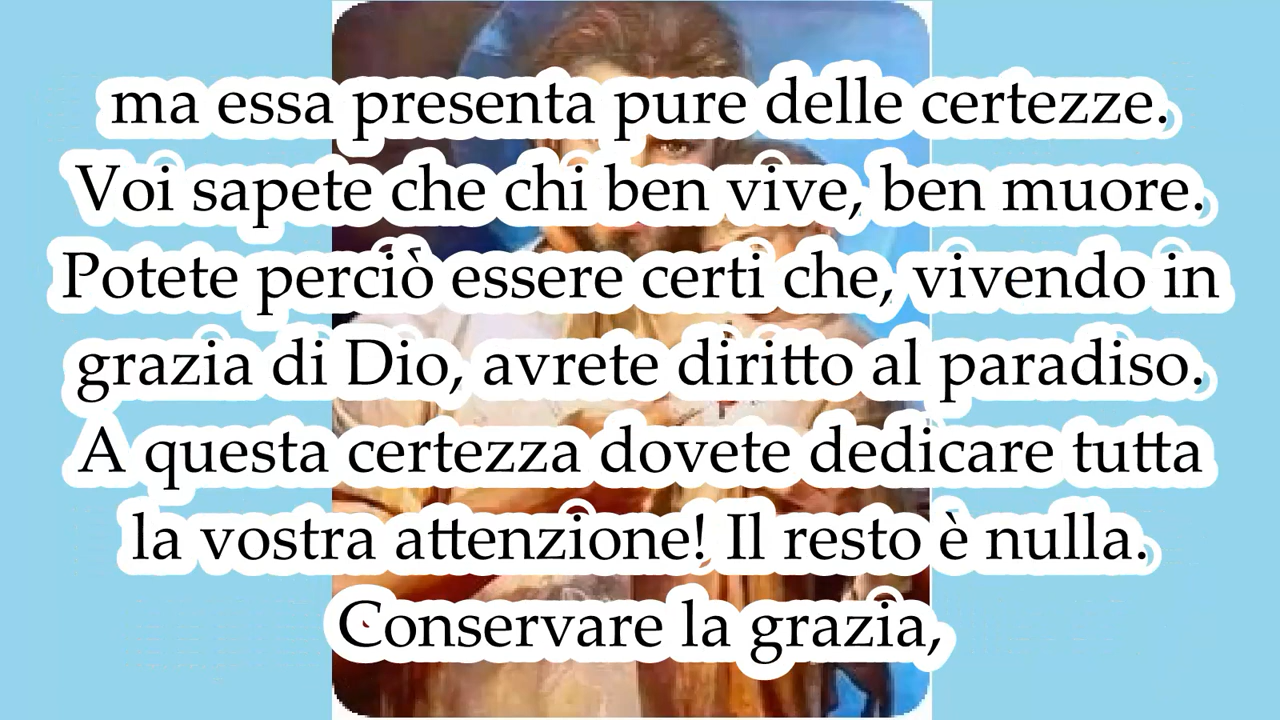 ma essa presenta pure delle certezze.
Voi sapete che chi ben vive, ben muore.
Potete perciò essere certi che, vivendo in
grazia di Dio, avrete diritto al paradiso.
A questa certezza dovete dedicare tutta
la vostra attenzione! Il resto è nulla.
Conservare la grazia,